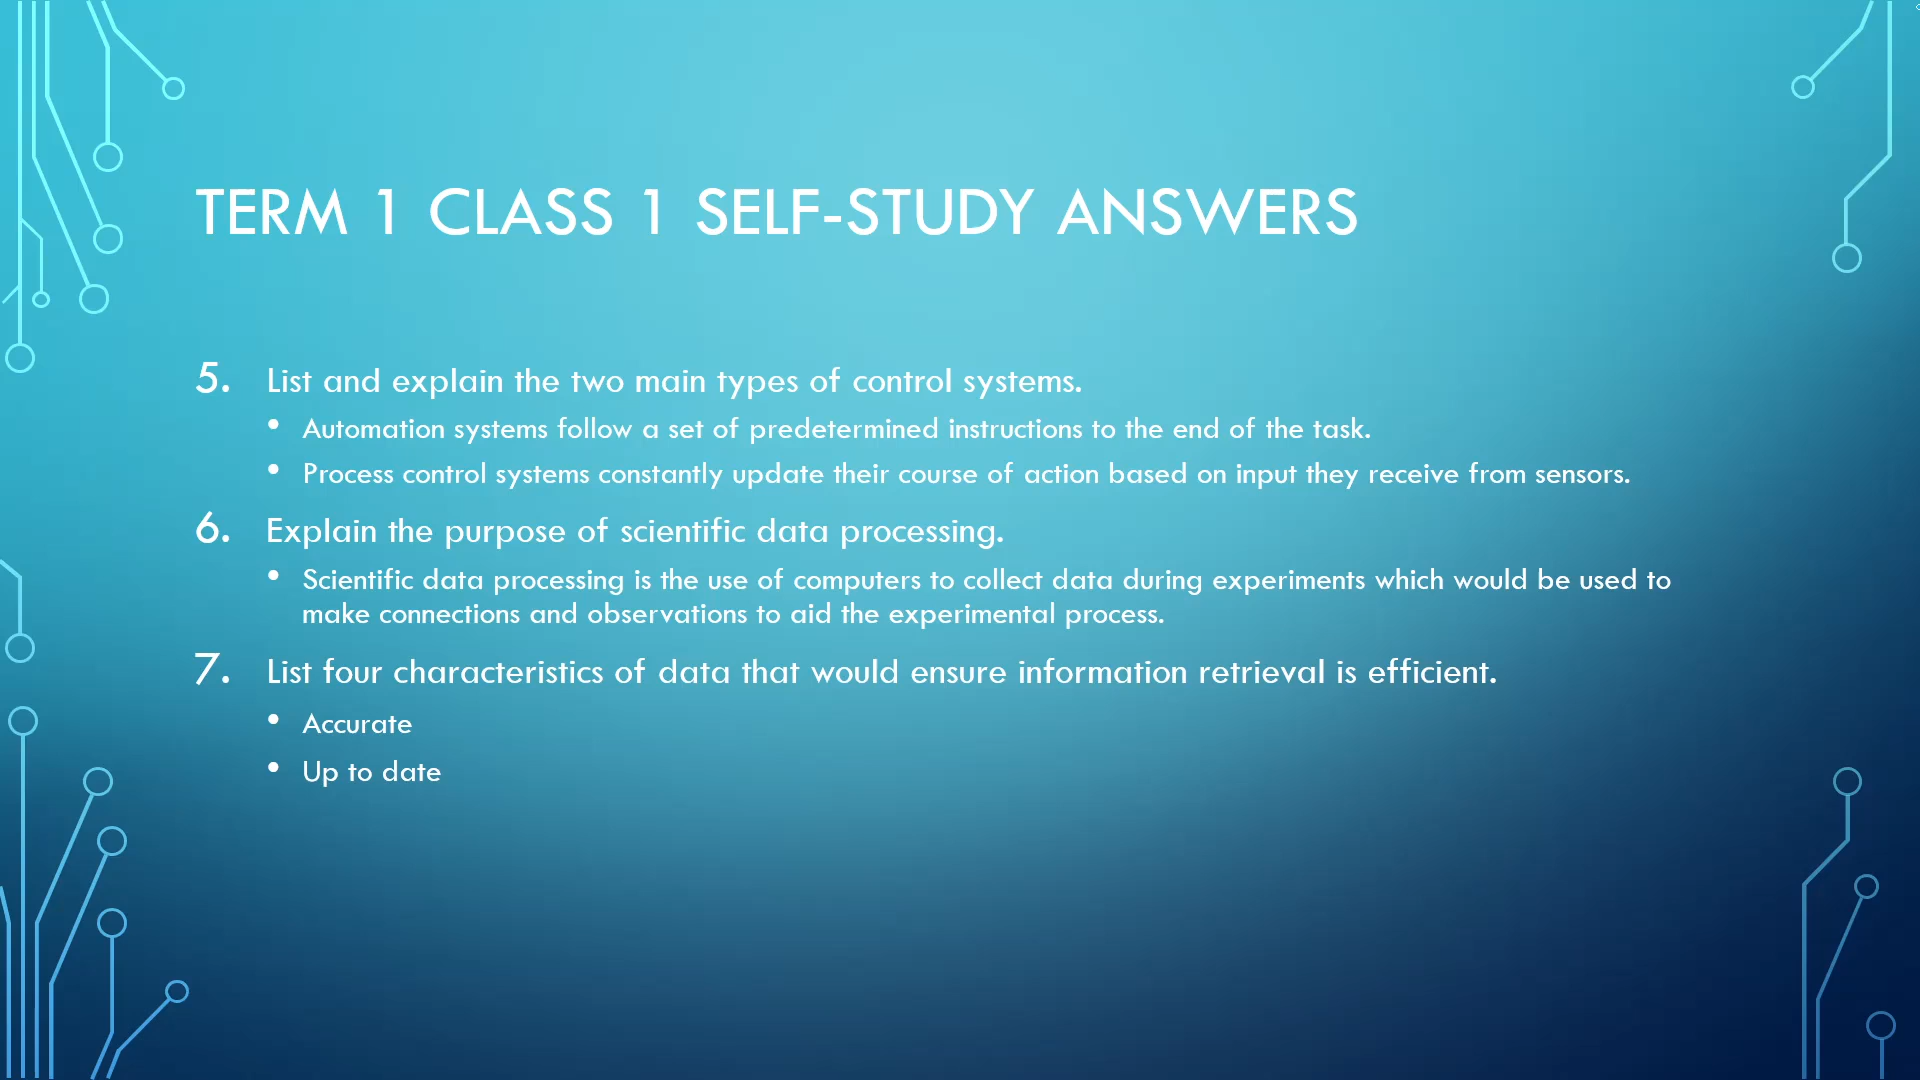 TERM 1 CLASS 1 SELF-STUDY ANSWERS
5. List and explain the two main types of control systems.
• Automation systems follow a set of predetermined instructions to the end of the task.
• Process control systems constantly update their course of action based on input they receive from sensors.
6. Explain the purpose of scientific data processing.
• Scientific data processing is the use of computers to collect data during experiments which would be used to
make connections and observations to aid the experimental process.
7. List four characteristics of data that would ensure information retrieval is efficient.
• Accurate
• Up to date